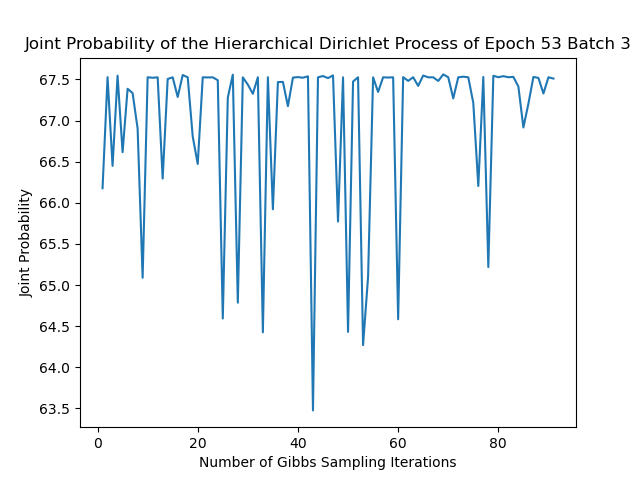 Joint Probability of the Hierarchical Dirichlet Process of Epoch 53 Batch 3
67.5
67.0
66.5
66.0
65.5
65.0
64.5
64.0
63.5
Joint Probability
0 20 40 60 80
Number of Gibbs Sampling Iterations